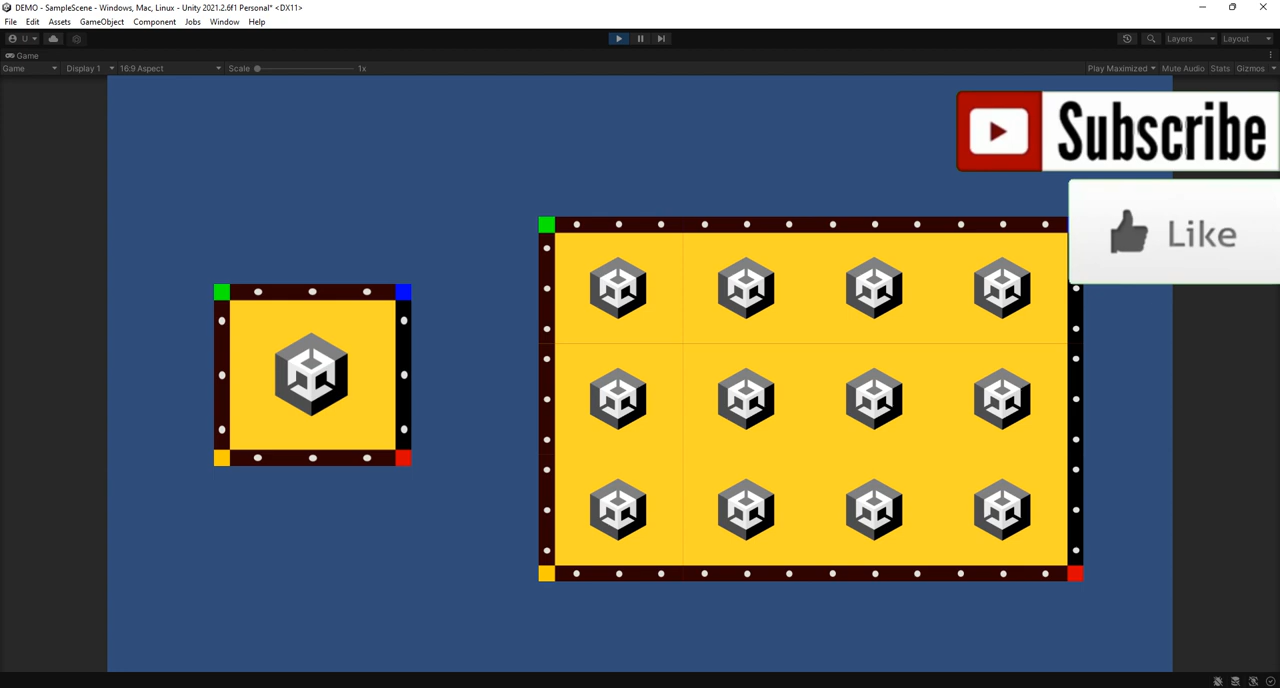 DEMO - SampleScene - Windows, Mac, Linux - Unity 2021.2.6f1 Personal* <DX11>
File Edit Assets GameObject Component Jobs Window Help
U Layers Layout
Game
Game Display 1 16:9 Aspect Scale 1x Play Maximized Mute Audio Stats Gizmos
Subscribe
Like